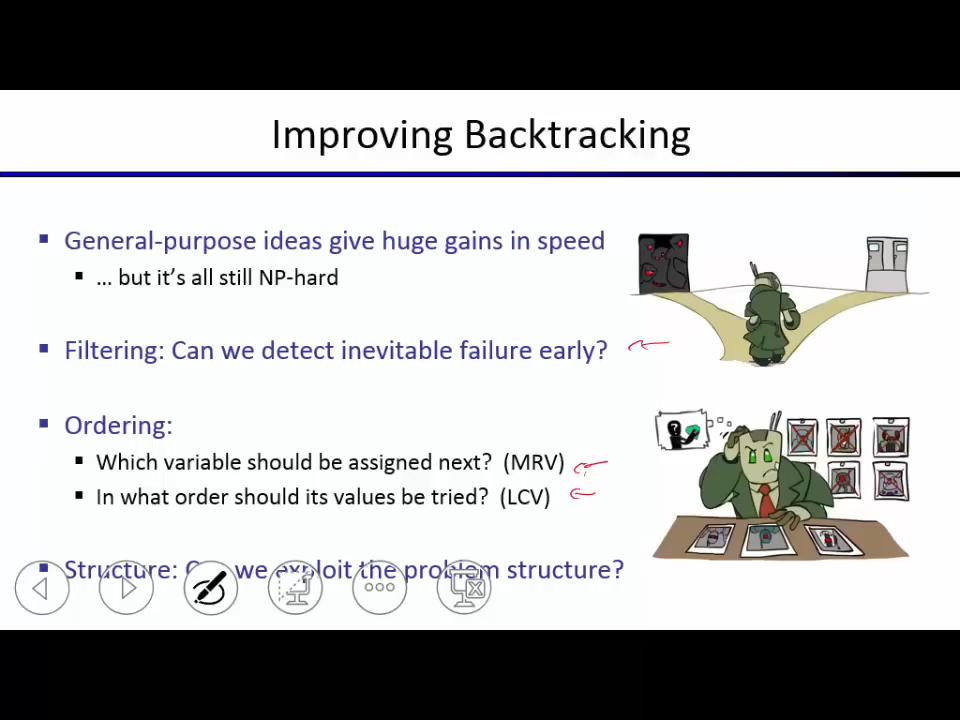 Improving Backtracking
General-purpose ideas give huge gains in speed
… but it's all still NP-hard
Filtering: Can we detect inevitable failure early?
Ordering:
Which variable should be assigned next? (MRV)
In what order should its values be tried? (LCV)
Structure: Can we exploit the problem structure?